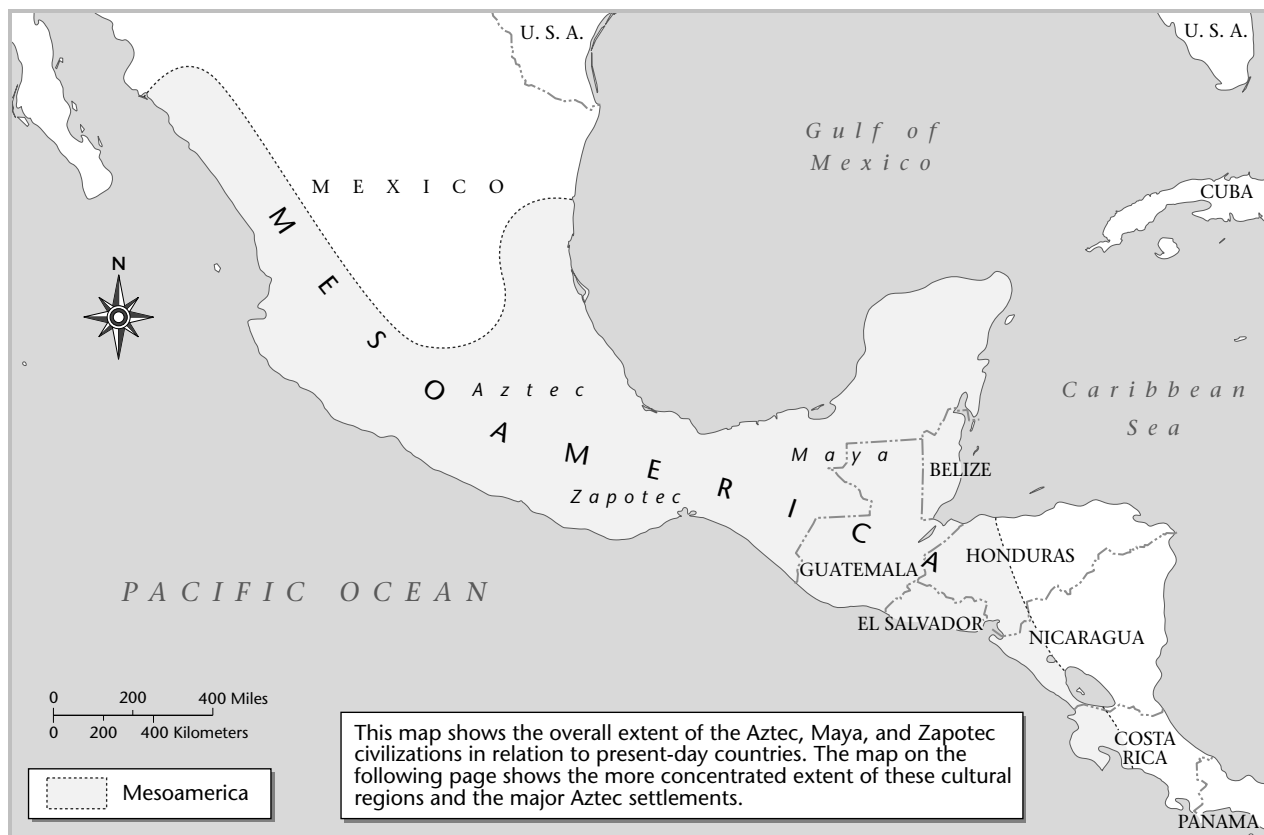 U. S. A.
U. S. A.
Gulf of
Mexico
MEXICO
CUBA
N
MESOAMERICA
Aztec
Caribbean
Sea
Maya
BELIZE
Zapotec
HONDURAS
GUATEMALA
PACIFIC OCEAN
EL SALVADOR
NICARAGUA
0 200 400 Miles
0 200 400 Kilometers
This map shows the overall extent of the Aztec, Maya, and Zapotec
civilizations in relation to present-day countries. The map on the
following page shows the more concentrated extent of these cultural
regions and the major Aztec settlements.
COSTA
RICA
Mesoamerica
PANAMA